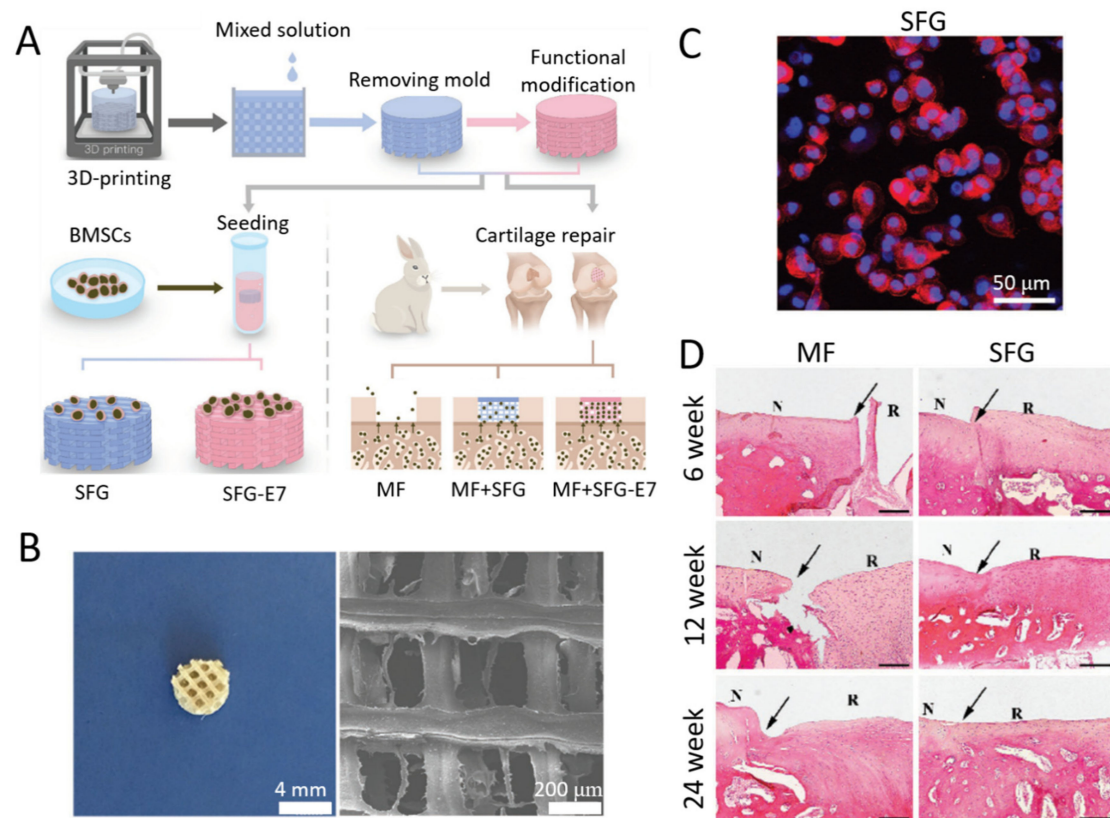 A
Mixed solution
Removing mold
Functional
modification
3D printing
3D-printing
BMSCs
Seeding
Cartilage repair
SFG
SFG-E7
MF
MF+SFG
MF+SFG-E7
B
4 mm
200 μm
C
SFG
50 μm
D
MF
SFG
6 week
N
R
N
R
12 week
N
R
N
R
24 week
N
R
N
R